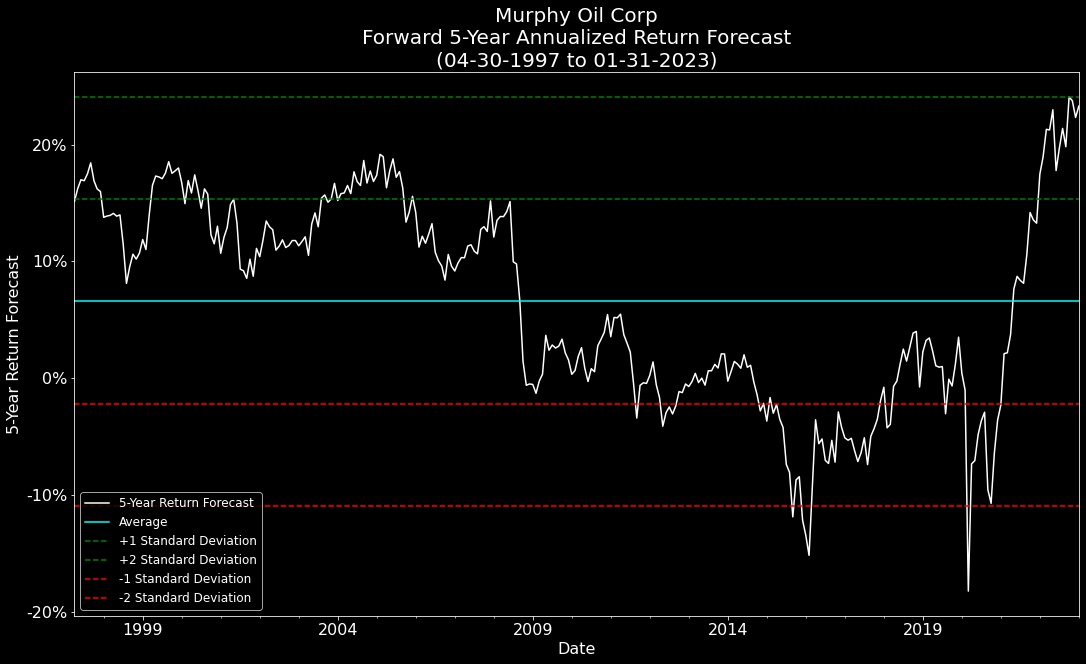 Murphy Oil Corp
Forward 5-Year Annualized Return Forecast
(04-30-1997 to 01-31-2023)
5-Year Return Forecast
20%
10%
0%
-10%
-20%
5-Year Return Forecast
Average
+1 Standard Deviation
+2 Standard Deviation
-1 Standard Deviation
-2 Standard Deviation
1999 2004 2009 2014 2019
Date